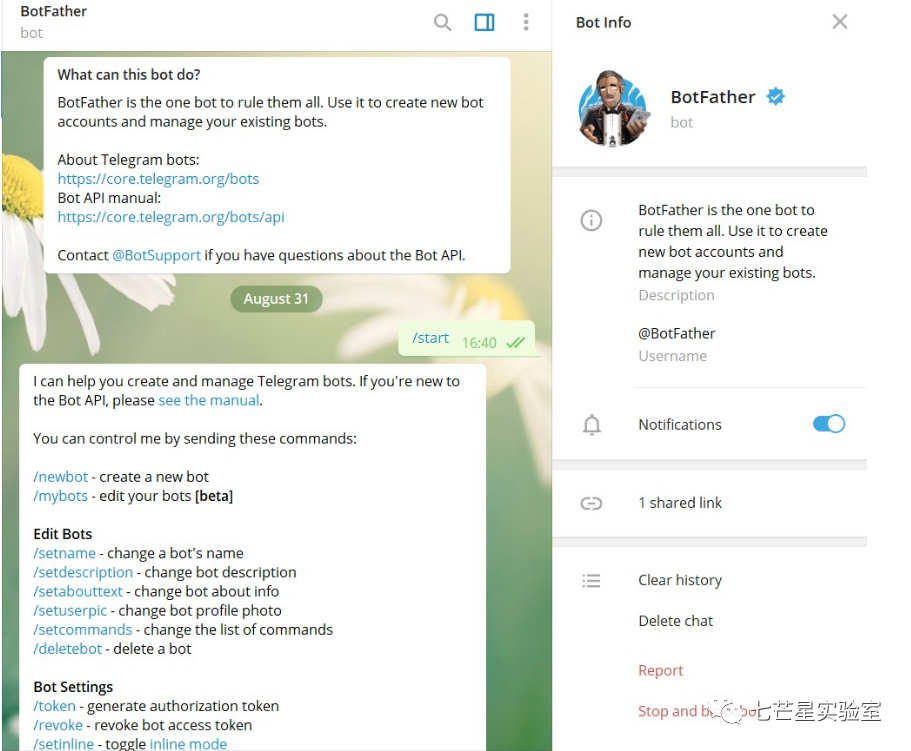 BotFather
bot
What can this bot do?
BotFather is the one bot to rule them all. Use it to create new bot
accounts and manage your existing bots.
About Telegram bots:
https://core.telegram.org/bots
Bot API manual:
https://core.telegram.org/bots/api
Contact @BotSupport if you have questions about the Bot API.
August 31
/start 16:40
I can help you create and manage Telegram bots. If you're new to
the Bot API, please see the manual.
You can control me by sending these commands:
/newbot - create a new bot
/mybots - edit your bots [beta]
Edit Bots
/setname - change a bot's name
/setdescription - change bot description
/setabouttext - change bot about info
/setuserpic - change bot profile photo
/setcommands - change the list of commands
/deletebot - delete a bot
Bot Settings
/token - generate authorization token
/revoke - revoke bot access token
/setinline - toggle inline mode
Bot Info
BotFather
bot
BotFather is the one bot to
rule them all. Use it to create
new bot accounts and
manage your existing bots.
Description
@BotFather
Username
Notifications
1 shared link
Clear history
Delete chat
Report
Stop and
七芒星实验室